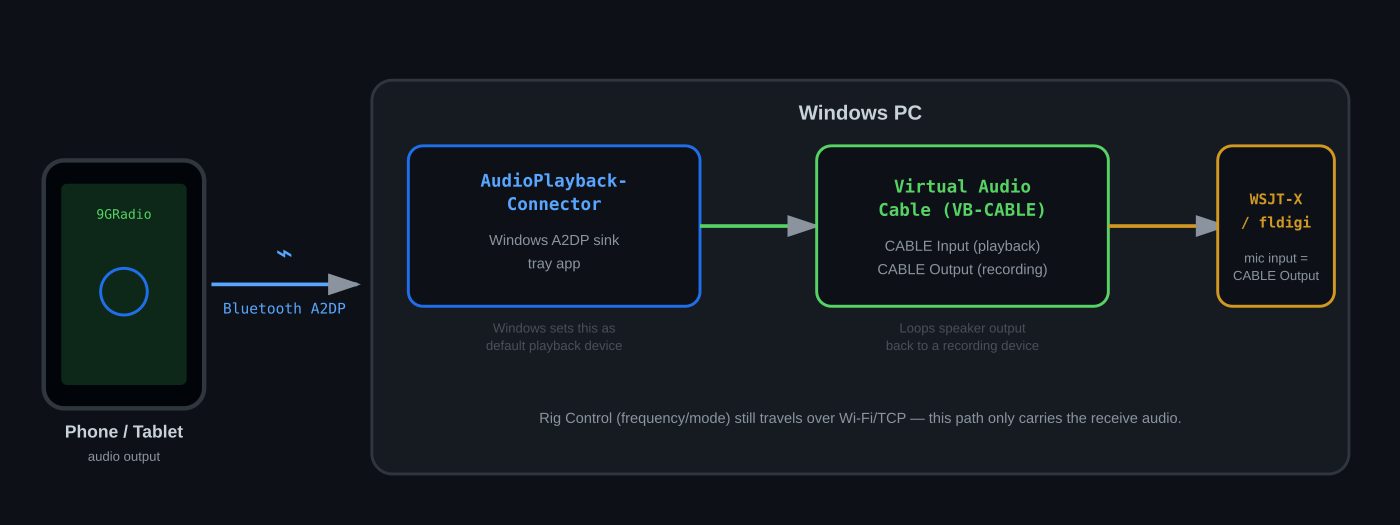 Windows PC
9GRadio
Bluetooth A2DP
Phone / Tablet
audio output
AudioPlayback-
Connector
Windows A2DP sink
tray app
Windows sets this as
default playback device
Virtual Audio
Cable (VB-CABLE)
CABLE Input (playback)
CABLE Output (recording)
Loops speaker output
back to a recording device
WSJT-X
/ fldigi
mic input =
CABLE Output
Rig Control (frequency/mode) still travels over Wi-Fi/TCP — this path only carries the receive audio.